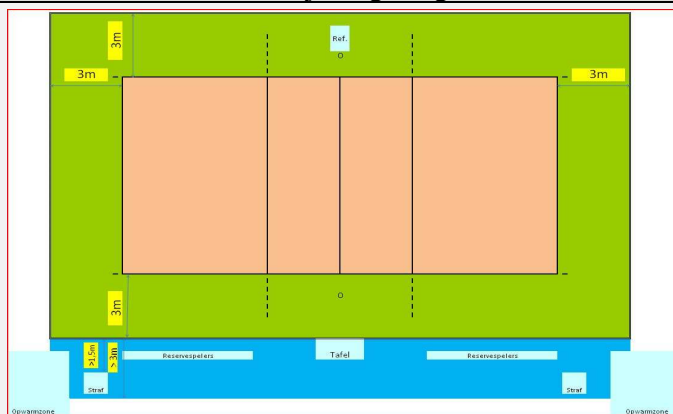 3m
Ref.
O
3m
3m
3m
O
>1.5m
> 3m
Reservespelers
Tafel
Reservespelers
Straf
Straf
Opwarmzone
Opwarmzone